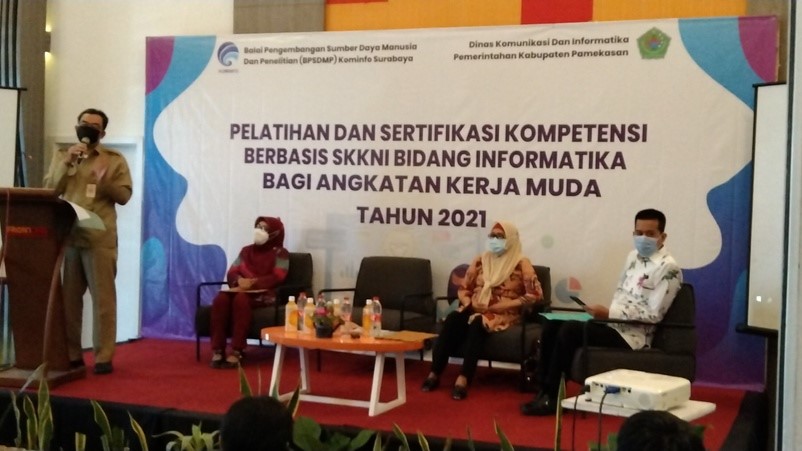 Balai Pengembangan Sumber Daya Manusia
Dan Penelitian (BPSDMP) Kominfo Surabaya
Dinas Komunikasi Dan Informatika
Pemerintahan Kabupaten Pamekasan
KOMINFO
PELATIHAN DAN SERTIFIKASI KOMPETENSI
BERBASIS SKKNI BIDANG INFORMATIKA
BAGI ANGKATAN KERJA MUDA
TAHUN 2021